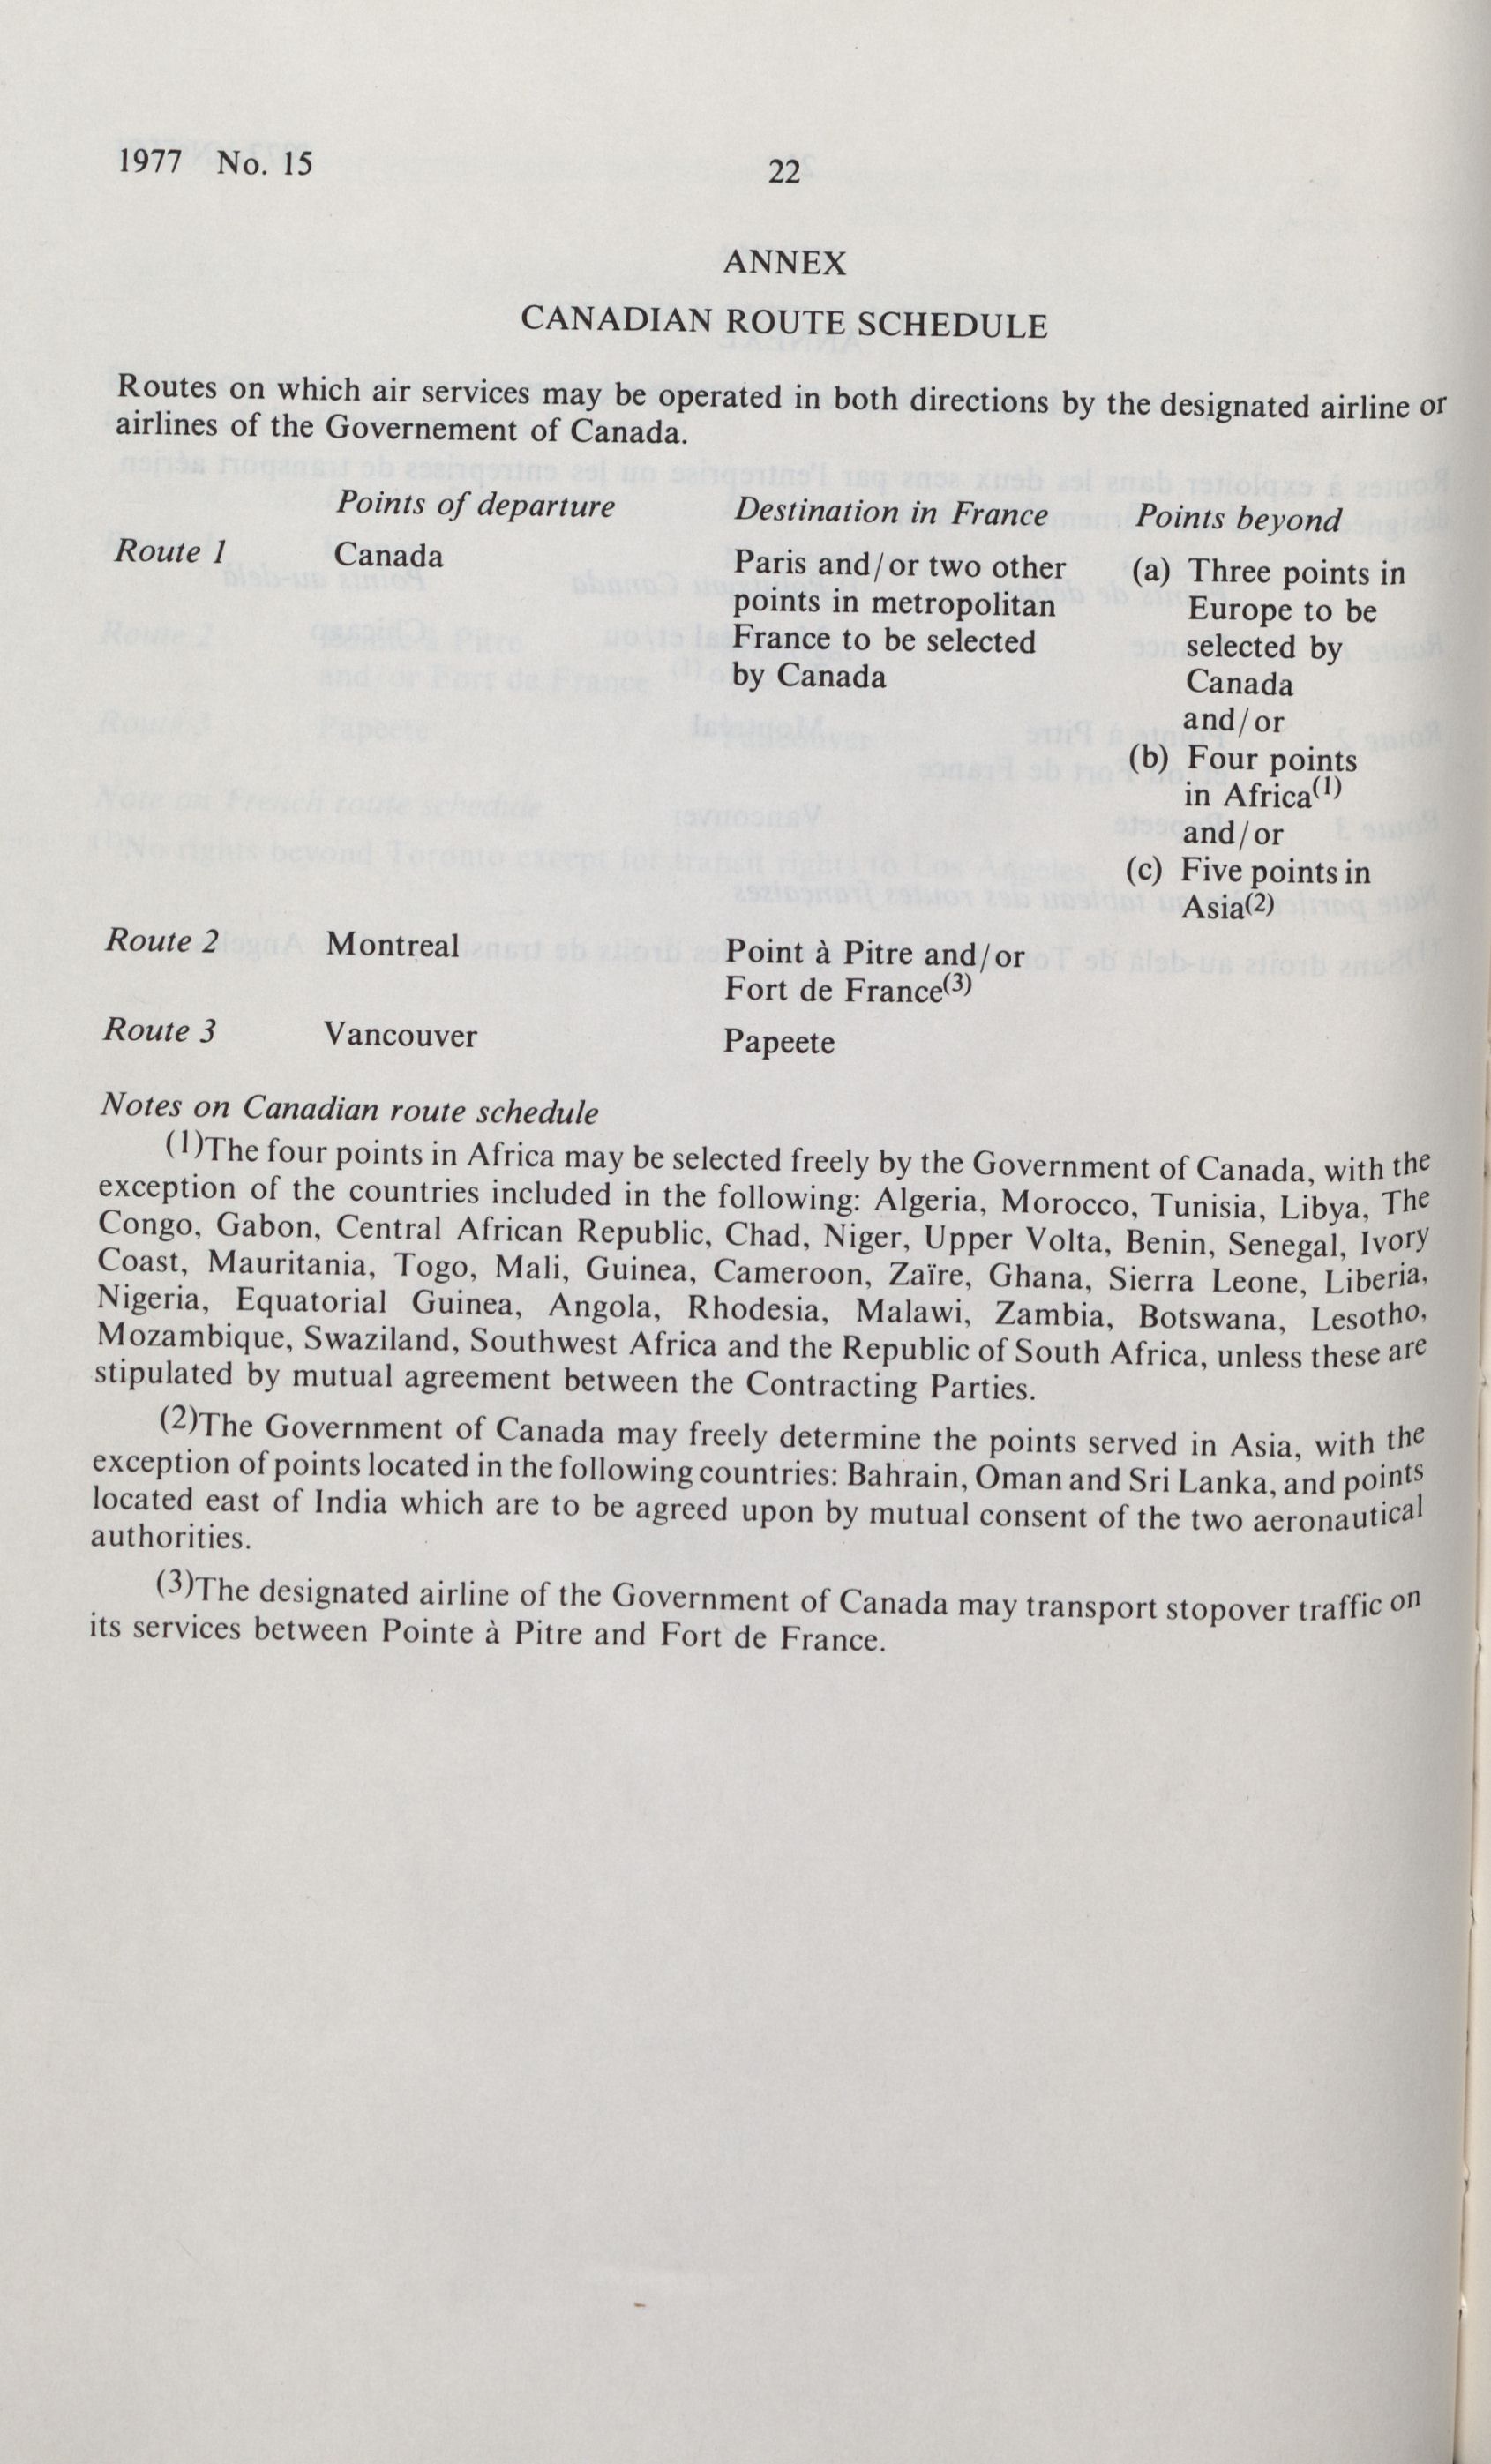 1977 No. 15
22
ANNEX
CANADIAN ROUTE SCHEDULE
Routes on which air services may be operated in both directions by the designated airline or
airlines of the Governement of Canada.
Points of departure Destination in France Points beyond
Route 1 Canada Paris and/or two other (a) Three points in
points in metropolitan Europe to be
France to be selected selected by
by Canada Canada
and/or
(b) Four points
in Africa(1)
and/or
(c) Five points in
Asia(2)
Route 2 Montreal Point à Pitre and/or
Fort de France(3)
Route 3 Vancouver Papeete
Notes on Canadian route schedule
(1)The four points in Africa may be selected freely by the Government of Canada, with the
exception of the countries included in the following: Algeria, Morocco, Tunisia, Libya, The
Congo, Gabon, Central African Republic, Chad, Niger, Upper Volta, Benin, Senegal, Ivory
Coast, Mauritania, Togo, Mali, Guinea, Cameroon, Zaïre, Ghana, Sierra Leone, Liberia,
Nigeria, Equatorial Guinea, Angola, Rhodesia, Malawi, Zambia, Botswana, Lesotho,
Mozambique, Swaziland, Southwest Africa and the Republic of South Africa, unless these are
stipulated by mutual agreement between the Contracting Parties.
(2)The Government of Canada may freely determine the points served in Asia, with the
exception of points located in the following countries: Bahrain, Oman and Sri Lanka, and points
located east of India which are to be agreed upon by mutual consent of the two aeronautical
authorities.
(3)The designated airline of the Government of Canada may transport stopover traffic on
its services between Pointe à Pitre and Fort de France.